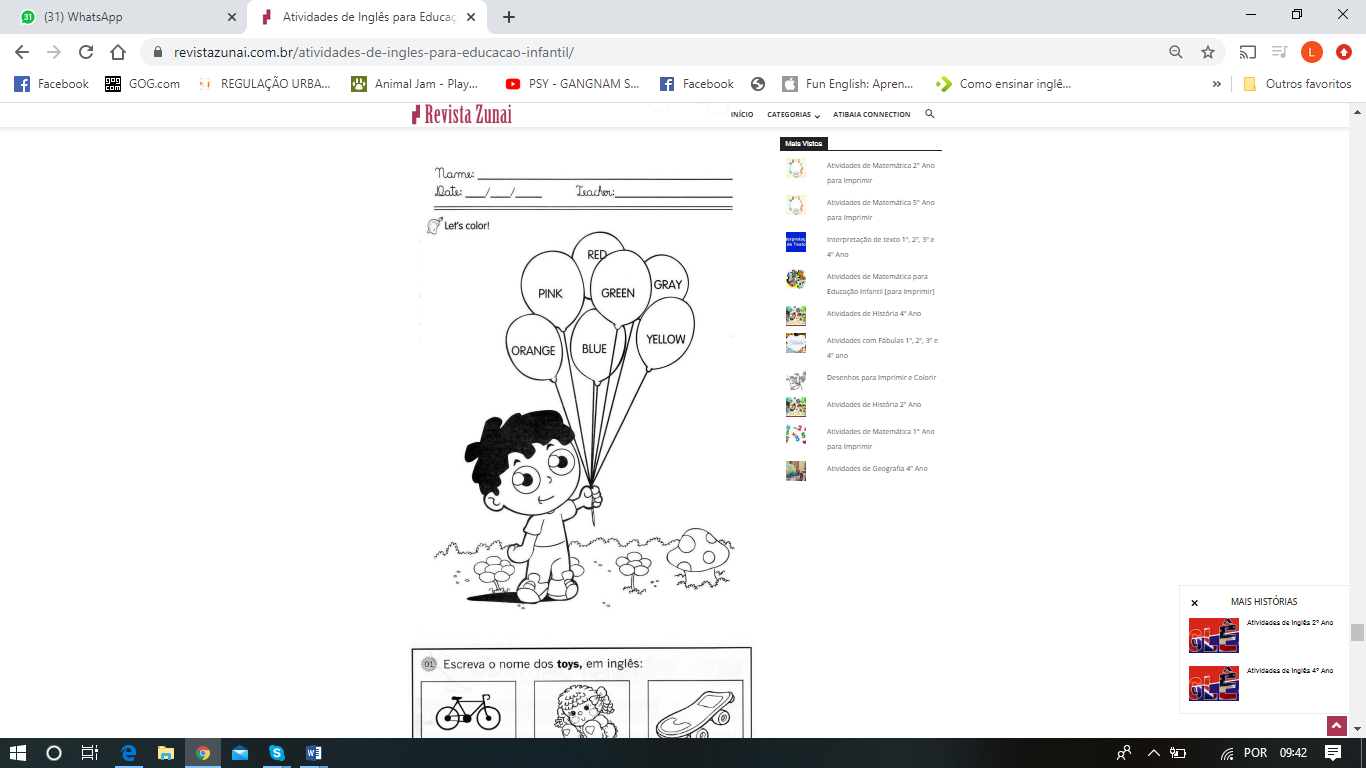 (31) WhatsApp
Atividades de Inglês para Educaç
revistazunai.com.br/atividades-de-ingles-para-educacao-infantil/
L
Facebook
GOG.com
REGULAÇÃO URBA...
Animal Jam - Play...
PSY - GANGNAM S...
Facebook
Fun English: Apren...
Como ensinar inglê...
»
Outros favoritos
Revista Zunai
INÍCIO
CATEGORIAS
ATIBAIA CONNECTION
Name:
Date: ___/___/____ Teacher:
Let's color!
RED
PINK
GREEN
GRAY
ORANGE
BLUE
YELLOW
01 Escreva o nome dos toys, em inglês:
Mais Vistos
Atividades de Matemática 2° Ano
para Imprimir
Atividades de Matemática 5° Ano
para Imprimir
Interpretação de texto 1º, 2º, 3º e
4º Ano
Atividades de Matemática para
Educação Infantil [para Imprimir]
Atividades de História 4º Ano
Atividades com Fábulas 1º, 2º, 3º e
4º ano
Desenhos para Imprimir e Colorir
Atividades de História 2º Ano
Atividades de Matemática 1° Ano
para Imprimir
Atividades de Geografia 4º Ano
MAIS HISTÓRIAS
Atividades de Inglês 2º Ano
Atividades de Inglês 4º Ano
POR
09:42